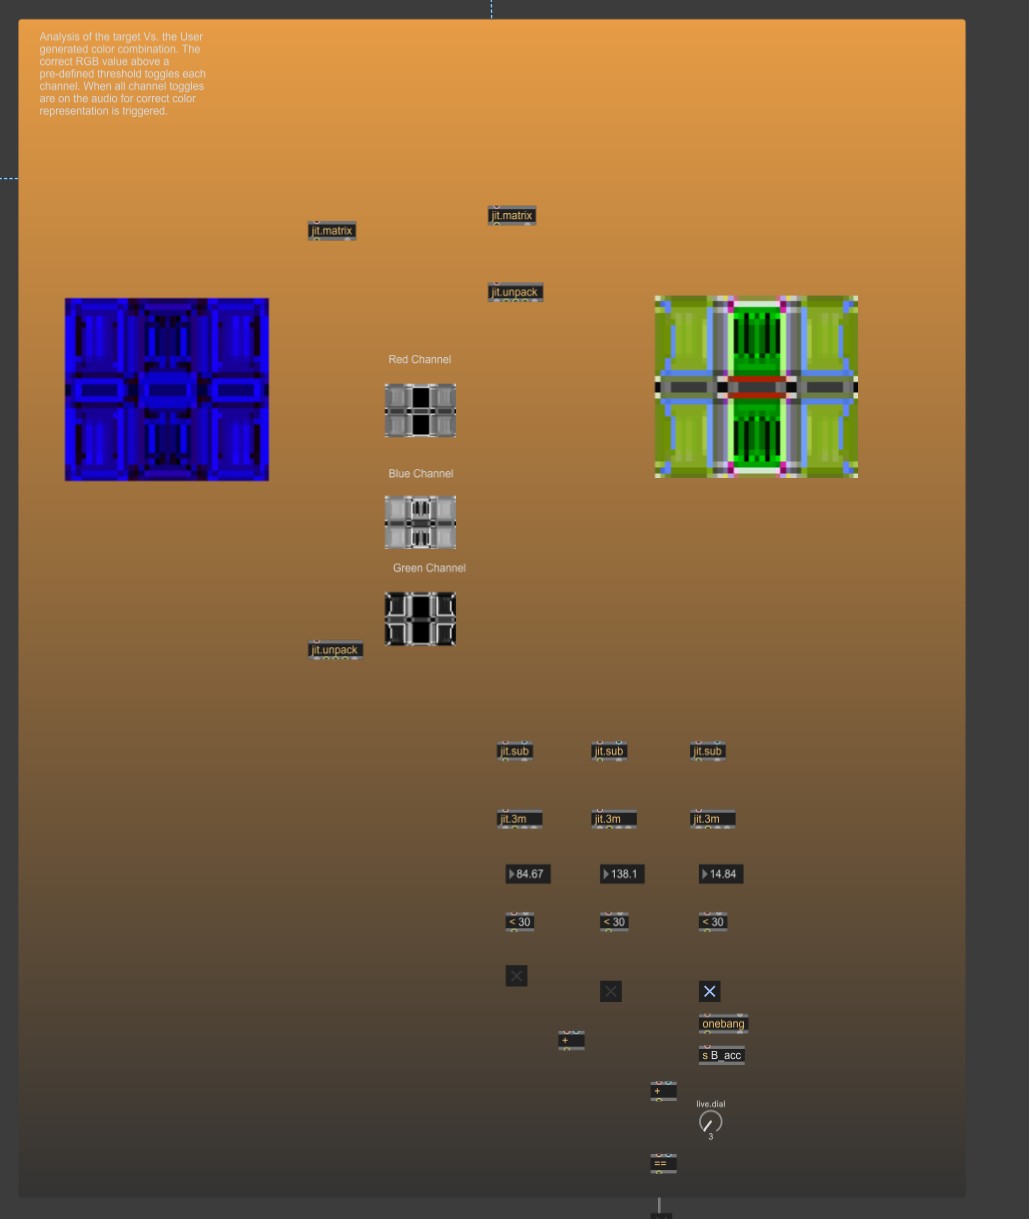 Analysis of the target Vs. the User
generated color combination. The
correct RGB value above a
pre-defined threshold toggles each
channel. When all channel toggles
are on the audio for correct color
representation is triggered.
jit.matrix
jit.matrix
jit.unpack
Red Channel
Blue Channel
Green Channel
jit.unpack
jit.sub jit.sub jit.sub
jit.3m jit.3m jit.3m
84.67 138.1 14.84
< 30 < 30 < 30
onebang
+
s B_acc
+
live.dial
3
==